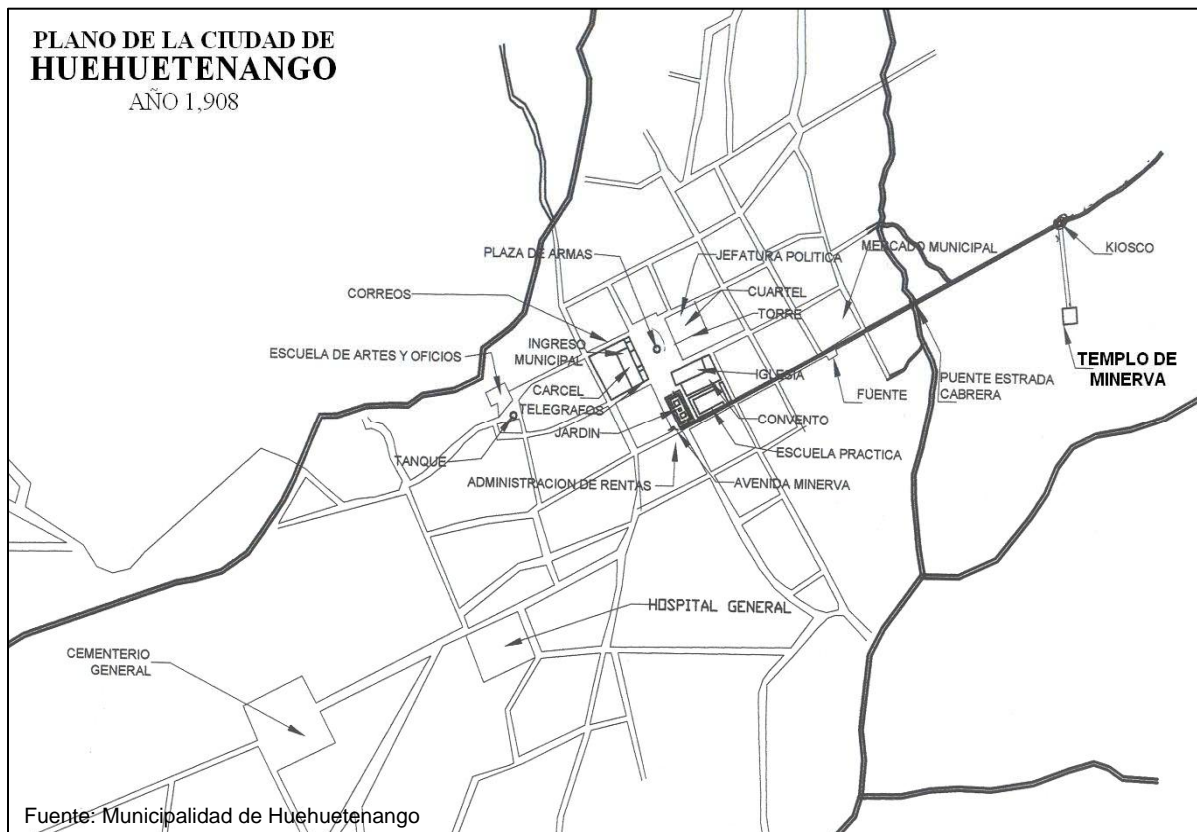 PLANO DE LA CIUDAD DE
HUEHUETENANGO
AÑO 1,908
PLAZA DE ARMAS
JEFATURA POLITICA
MERCADO MUNICIPAL
KIOSCO
CORREOS
CUARTEL
TORRE
INGRESO
MUNICIPAL
ESCUELA DE ARTES Y OFICIOS
IGLESIA
TEMPLO DE
MINERVA
CARCEL
PUENTE ESTRADA
CABRERA
FUENTE
TELEGRAFOS
CONVENTO
JARDIN
TANQUE
ESCUELA PRACTICA
ADMINISTRACION DE RENTAS
AVENIDA MINERVA
HOSPITAL GENERAL
CEMENTERIO
GENERAL
Fuente: Municipalidad de Huehuetenango